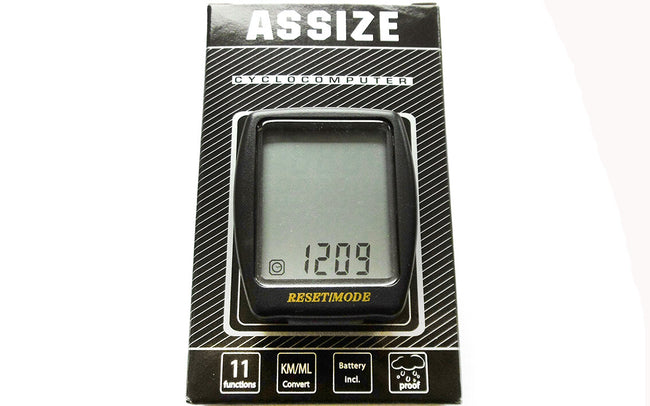 ASSIZE
CYCLOCOMPUTER
1209
RESET/MODE
11
functions
KM/ML
Convert
Battery
incl.
proof